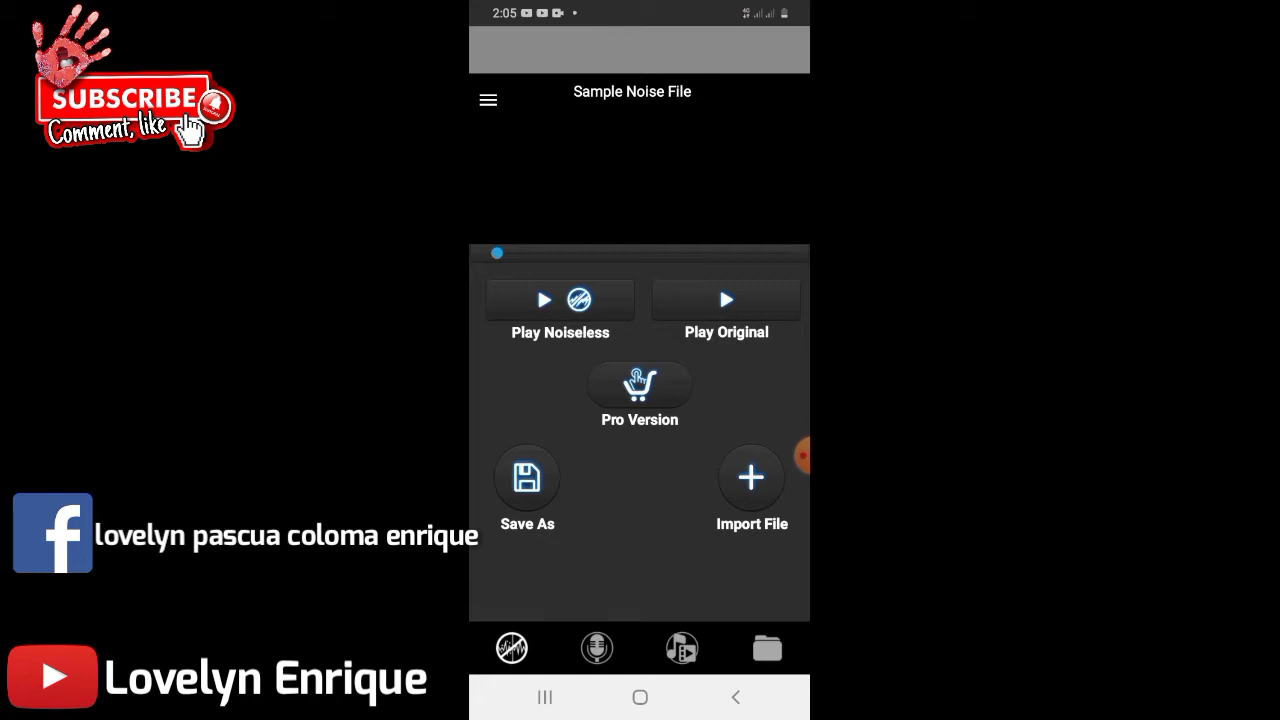 2:05
Sample Noise File
SUBSCRIBE
Comment, like
Play Noiseless
Play Original
Pro Version
Save As
Import File
lovelyn pascua coloma enrique
Lovelyn Enrique